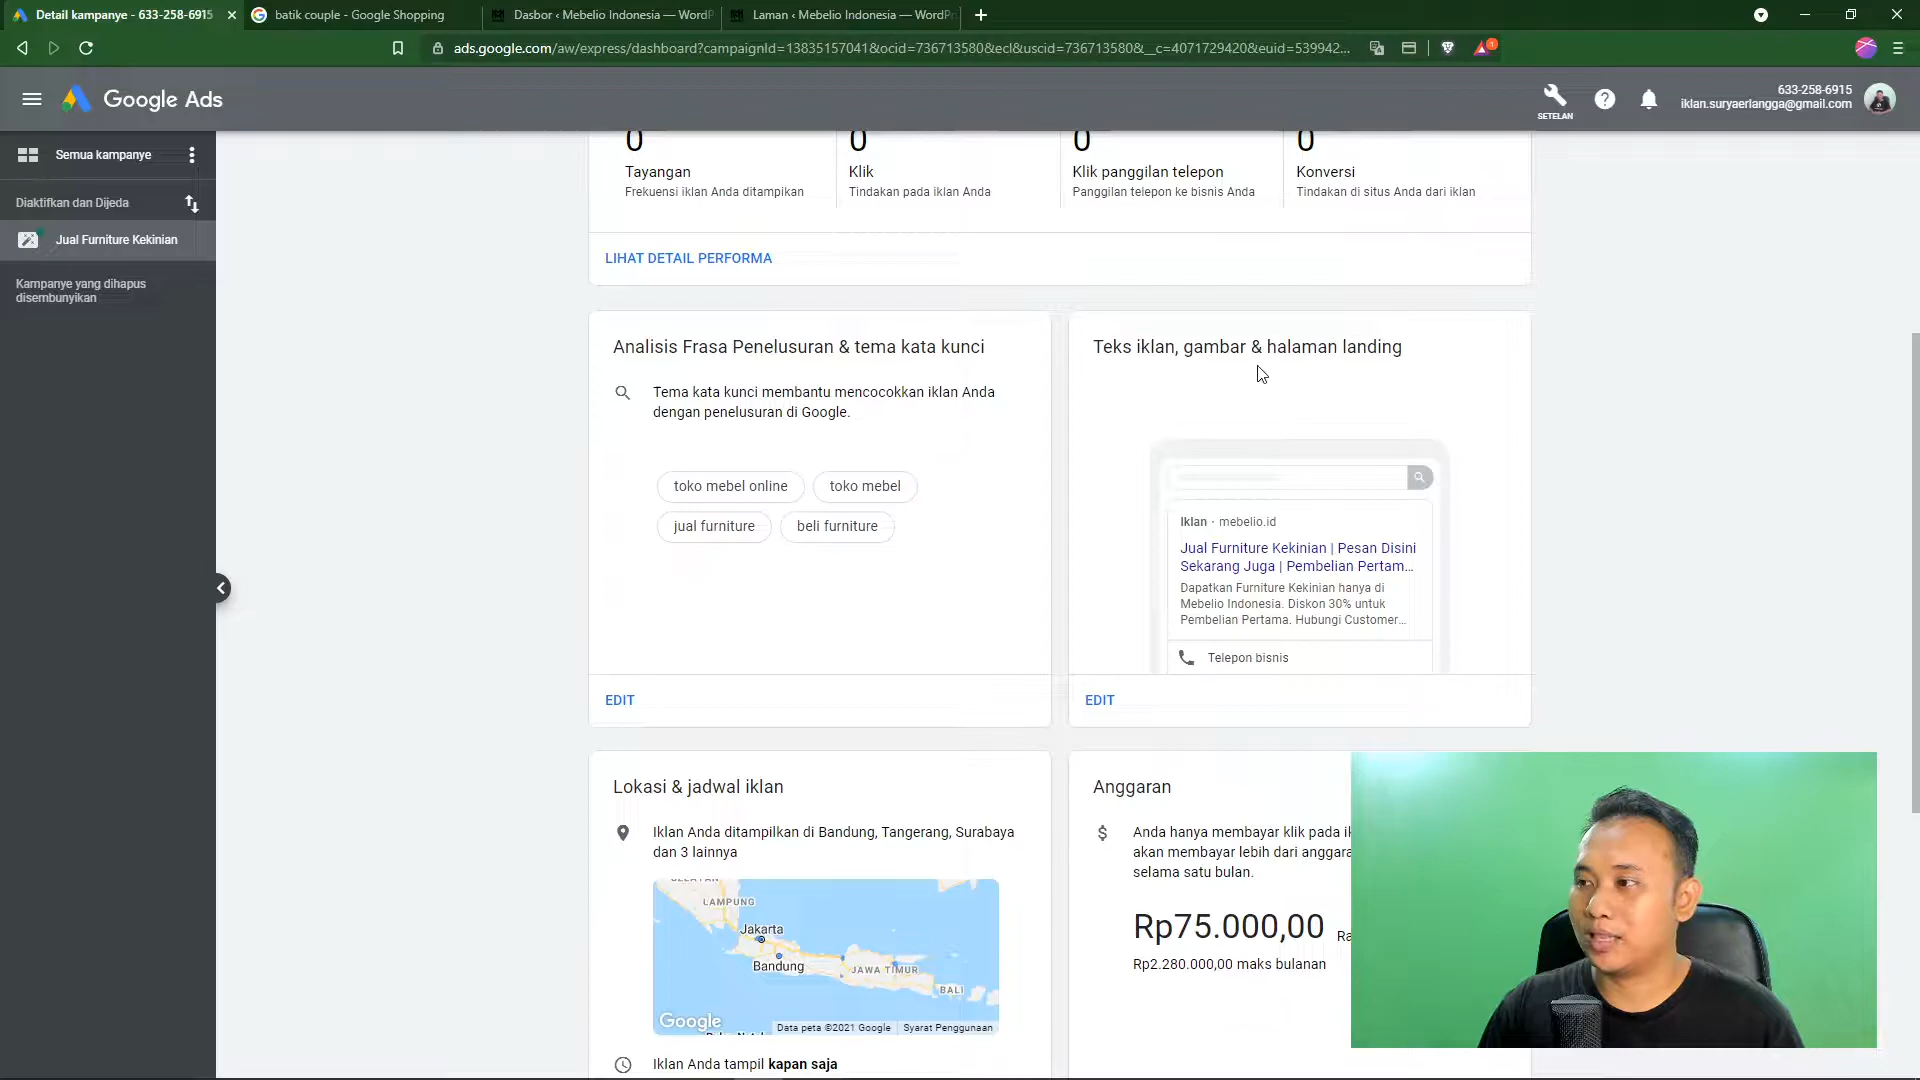 Detail kampanye - 633-258-6915
batik couple - Google Shopping
Dasbor ‹ Mebelio Indonesia — WordP
Laman ‹ Mebelio Indonesia — WordPr
ads.google.com/aw/express/dashboard?campaignId=13835157041&ocid=736713580&ecl&uscid=736713580&__c=4071729420&euid=539942...
1
Google Ads
SETELAN
633-258-6915
iklan.suryaerlangga@gmail.com
Semua kampanye
Diaktifkan dan Dijeda
Jual Furniture Kekinian
Kampanye yang dihapus
disembunyikan
0
0
0
0
Tayangan
Klik
Klik panggilan telepon
Konversi
Frekuensi iklan Anda ditampilkan
Tindakan pada iklan Anda
Panggilan telepon ke bisnis Anda
Tindakan di situs Anda dari iklan
LIHAT DETAIL PERFORMA
Analisis Frasa Penelusuran & tema kata kunci
Tema kata kunci membantu mencocokkan iklan Anda
dengan penelusuran di Google.
toko mebel online
toko mebel
jual furniture
beli furniture
EDIT
Teks iklan, gambar & halaman landing
Iklan · mebelio.id
Jual Furniture Kekinian | Pesan Disini
Sekarang Juga | Pembelian Pertam...
Dapatkan Furniture Kekinian hanya di
Mebelio Indonesia. Diskon 30% untuk
Pembelian Pertama. Hubungi Customer...
Telepon bisnis
EDIT
Lokasi & jadwal iklan
Iklan Anda ditampilkan di Bandung, Tangerang, Surabaya
dan 3 lainnya
SELATAN
LAMPUNG
Jakarta
Bandung
JAWA TIMUR
BALI
Google
Data peta ©2021 Google
Syarat Penggunaan
Iklan Anda tampil kapan saja
Anggaran
Anda hanya membayar klik pada ik
akan membayar lebih dari anggara
selama satu bulan.
Rp75.000,00 Ra
Rp2.280.000,00 maks bulanan